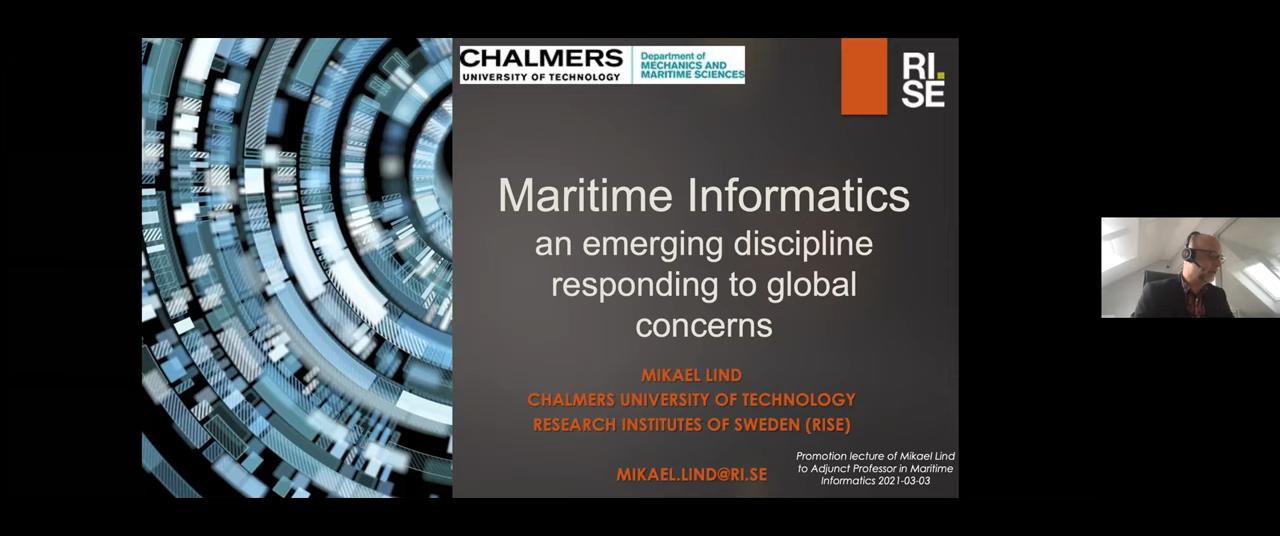 CHALMERS
UNIVERSITY OF TECHNOLOGY
Department of
MECHANICS AND
MARITIME SCIENCES
RI.
SE
Maritime Informatics
an emerging discipline
responding to global
concerns
MIKAEL LIND
CHALMERS UNIVERSITY OF TECHNOLOGY
RESEARCH INSTITUTES OF SWEDEN (RISE)
MIKAEL.LIND@RI.SE
Promotion lecture of Mikael Lind
to Adjunct Professor in Maritime
Informatics 2021-03-03